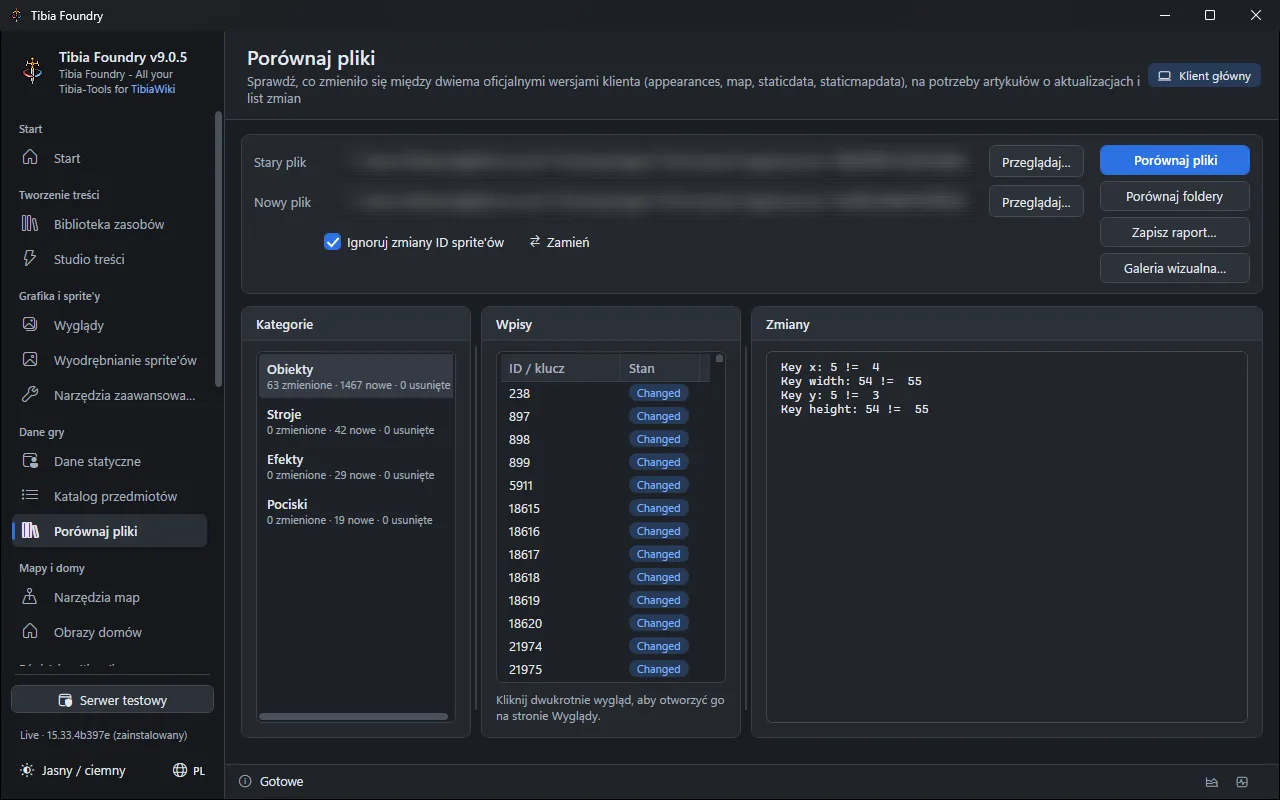 Tibia Foundry
Tibia Foundry v9.0.5
Tibia Foundry - All your
Tibia-Tools for TibiaWiki
Start
Start
Tworzenie treści
Biblioteka zasobów
Studio treści
Grafika i sprite'y
Wyglądy
Wyodrębnianie sprite'ów
Narzędzia zaawansowa...
Dane gry
Dane statyczne
Katalog przedmiotów
Porównaj pliki
Mapy i domy
Narzędzia map
Obrazy domów
Serwer testowy
Live · 15.33.4b397e (zainstalowany)
Jasny / ciemny
PL
Porównaj pliki
Sprawdź, co zmieniło się między dwiema oficjalnymi wersjami klienta (appearances, map, staticdata, staticmapdata), na potrzeby artykułów o aktualizacjach i
list zmian
Klient główny
Stary plik
Przeglądaj...
Nowy plik
Przeglądaj...
Ignoruj zmiany ID sprite'ów
Zamień
Porównaj pliki
Porównaj foldery
Zapisz raport...
Galeria wizualna...
Kategorie
Obiekty
63 zmienione · 1467 nowe · 0 usunięte
Stroje
0 zmienione · 42 nowe · 0 usunięte
Efekty
0 zmienione · 29 nowe · 0 usunięte
Pociski
0 zmienione · 19 nowe · 0 usunięte
Wpisy
ID / klucz Stan
238 Changed
897 Changed
898 Changed
899 Changed
5911 Changed
18615 Changed
18616 Changed
18617 Changed
18618 Changed
18619 Changed
18620 Changed
21974 Changed
21975 Changed
Kliknij dwukrotnie wygląd, aby otworzyć go
na stronie Wyglądy.
Zmiany
Key x: 5 != 4
Key width: 54 != 55
Key y: 5 != 3
Key height: 54 != 55
Gotowe